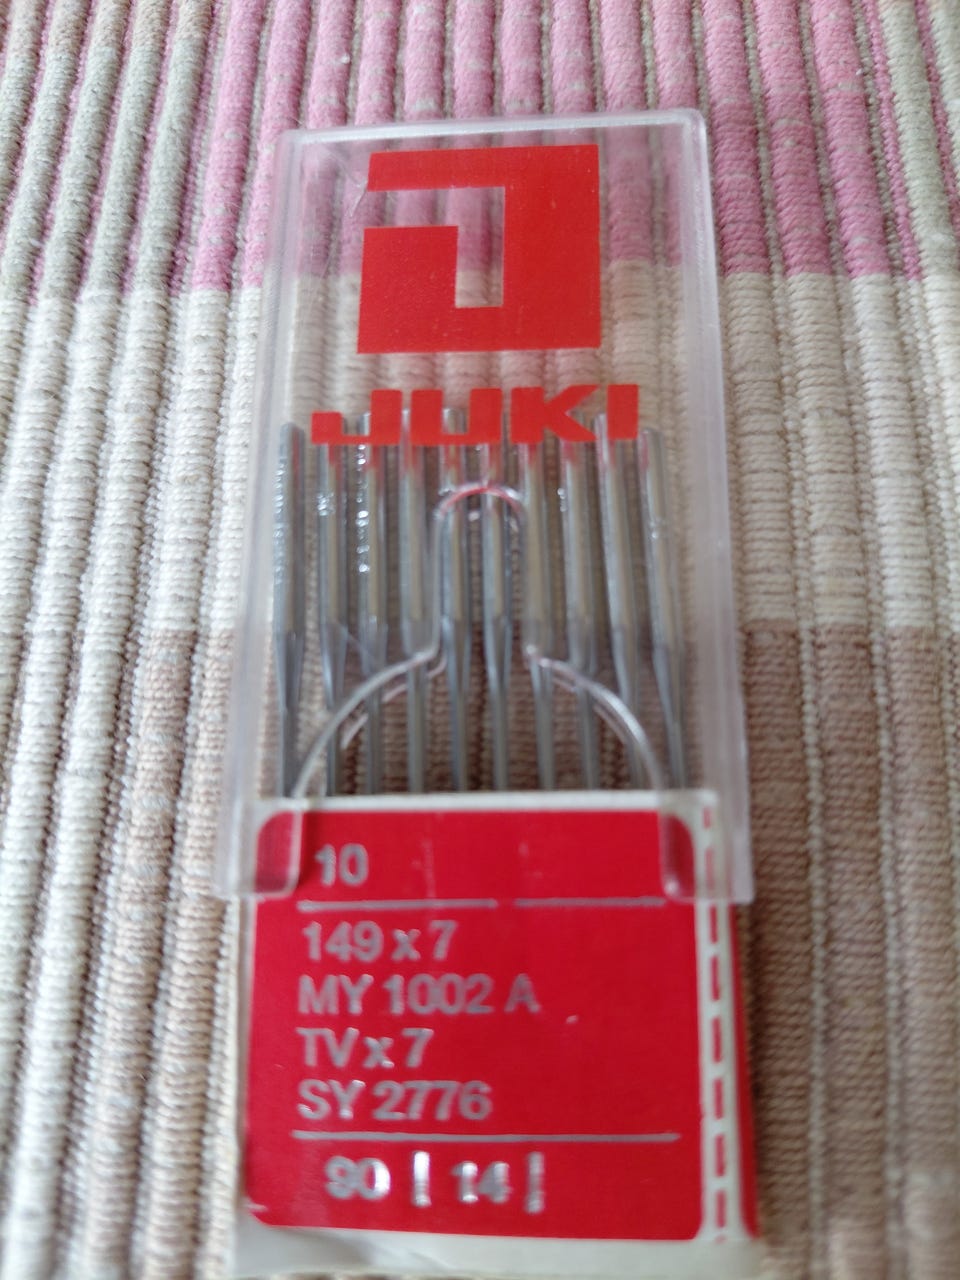 JUKI
10
149 x 7
MY 1002 A
TV x 7
SY 2776
90 | 14 |